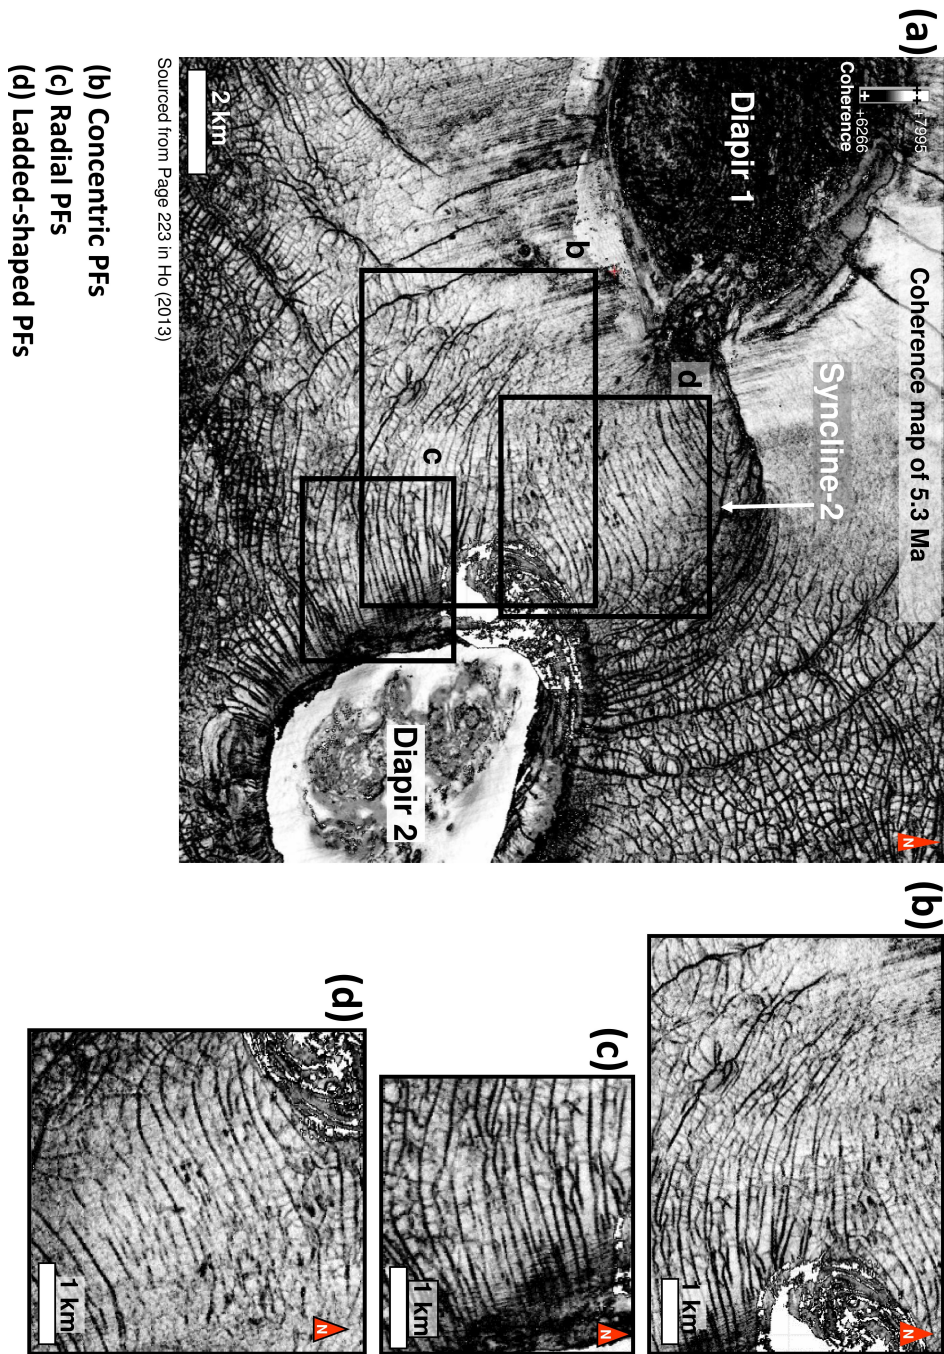 (a)
Coherence map of 5.3 Ma
+7995
+6266
Coherence
Diapir 1
Syncline-2
N
b
d
c
Diapir 2
2 km
Sourced from Page 223 in Ho (2013)
(b) Concentric PFs
(c) Radial PFs
(d) Ladded-shaped PFs
(b)
N
1 km
(c)
N
1 km
(d)
N
1 km